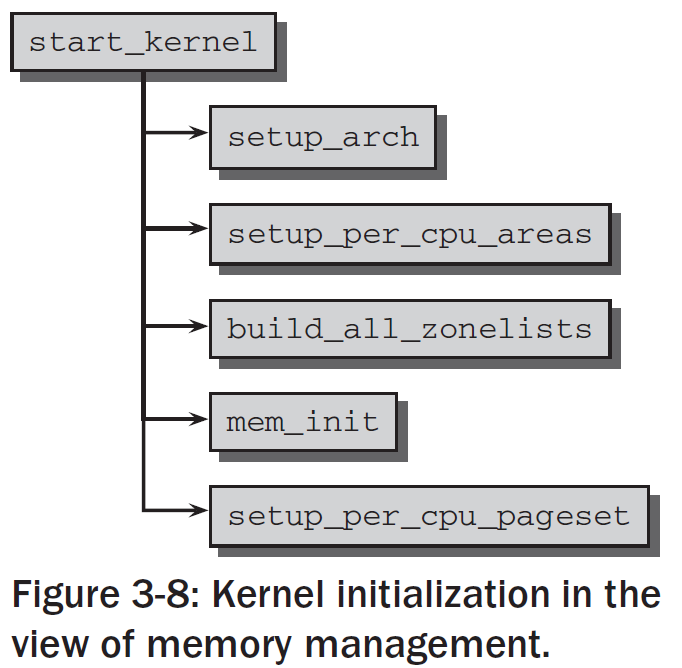 start_kernel
setup_arch
setup_per_cpu_areas
build_all_zonelists
mem_init
setup_per_cpu_pageset
Figure 3-8: Kernel initialization in the
view of memory management.